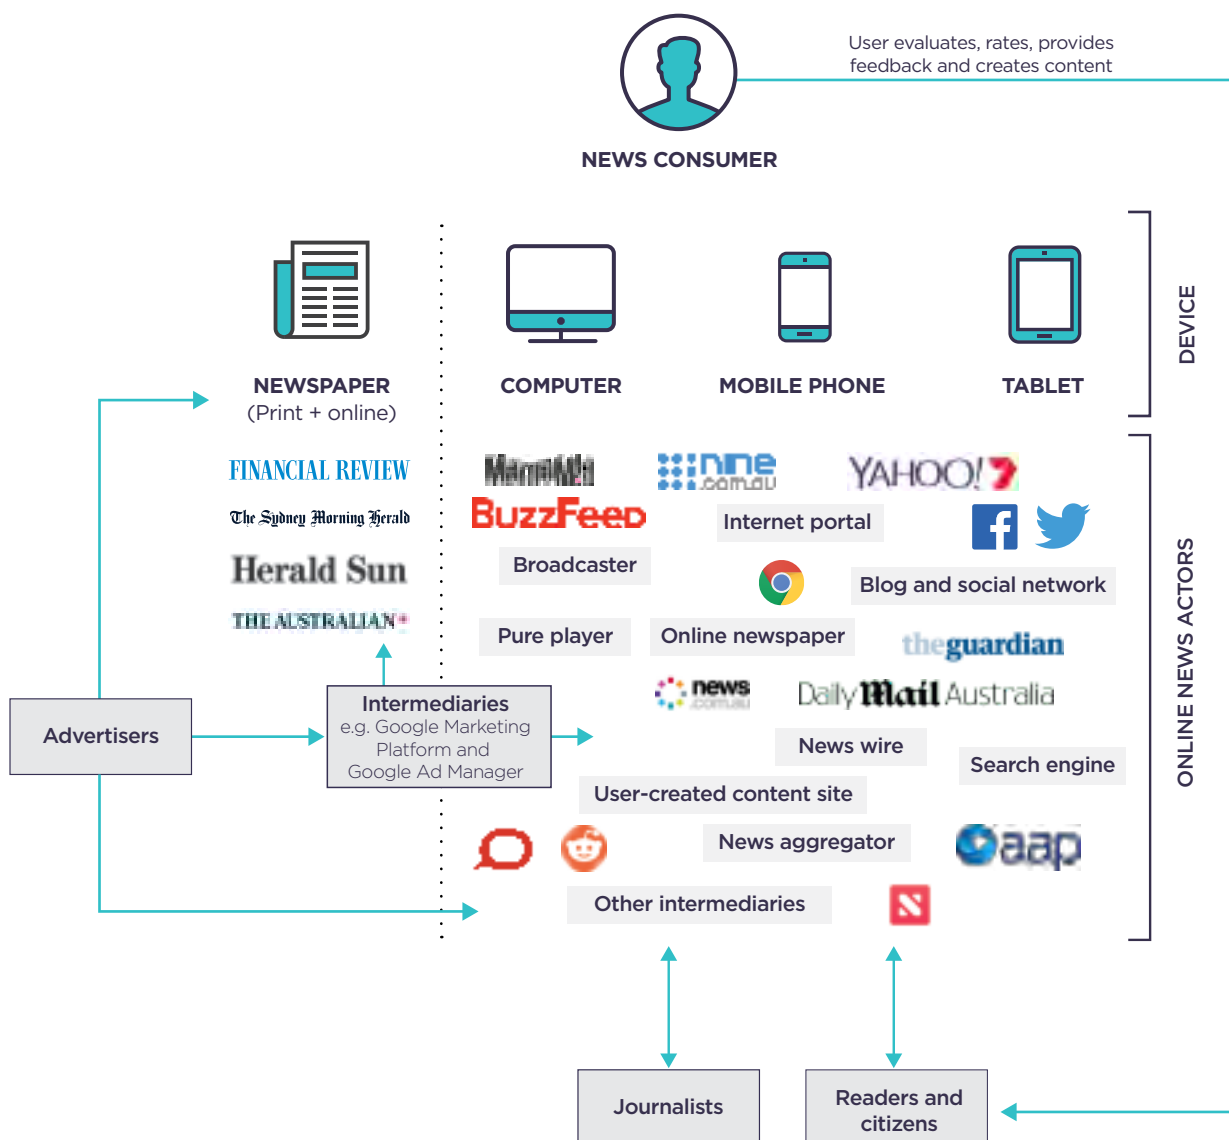 User evaluates, rates, provides
feedback and creates content
NEWS CONSUMER
NEWSPAPER
(Print + online)
COMPUTER
MOBILE PHONE
TABLET
DEVICE
FINANCIAL REVIEW
The Sydney Morning Herald
Herald Sun
THE AUSTRALIAN
BuzzFeed
nine
.com.au
YAHOO!7
Internet portal
Broadcaster
Blog and social network
Pure player
Online newspaper
theguardian
news
.com.au
Daily Mail Australia
ONLINE NEWS ACTORS
Advertisers
Intermediaries
e.g. Google Marketing
Platform and
Google Ad Manager
News wire
Search engine
User-created content site
News aggregator
aap
Other intermediaries
Journalists
Readers and
citizens